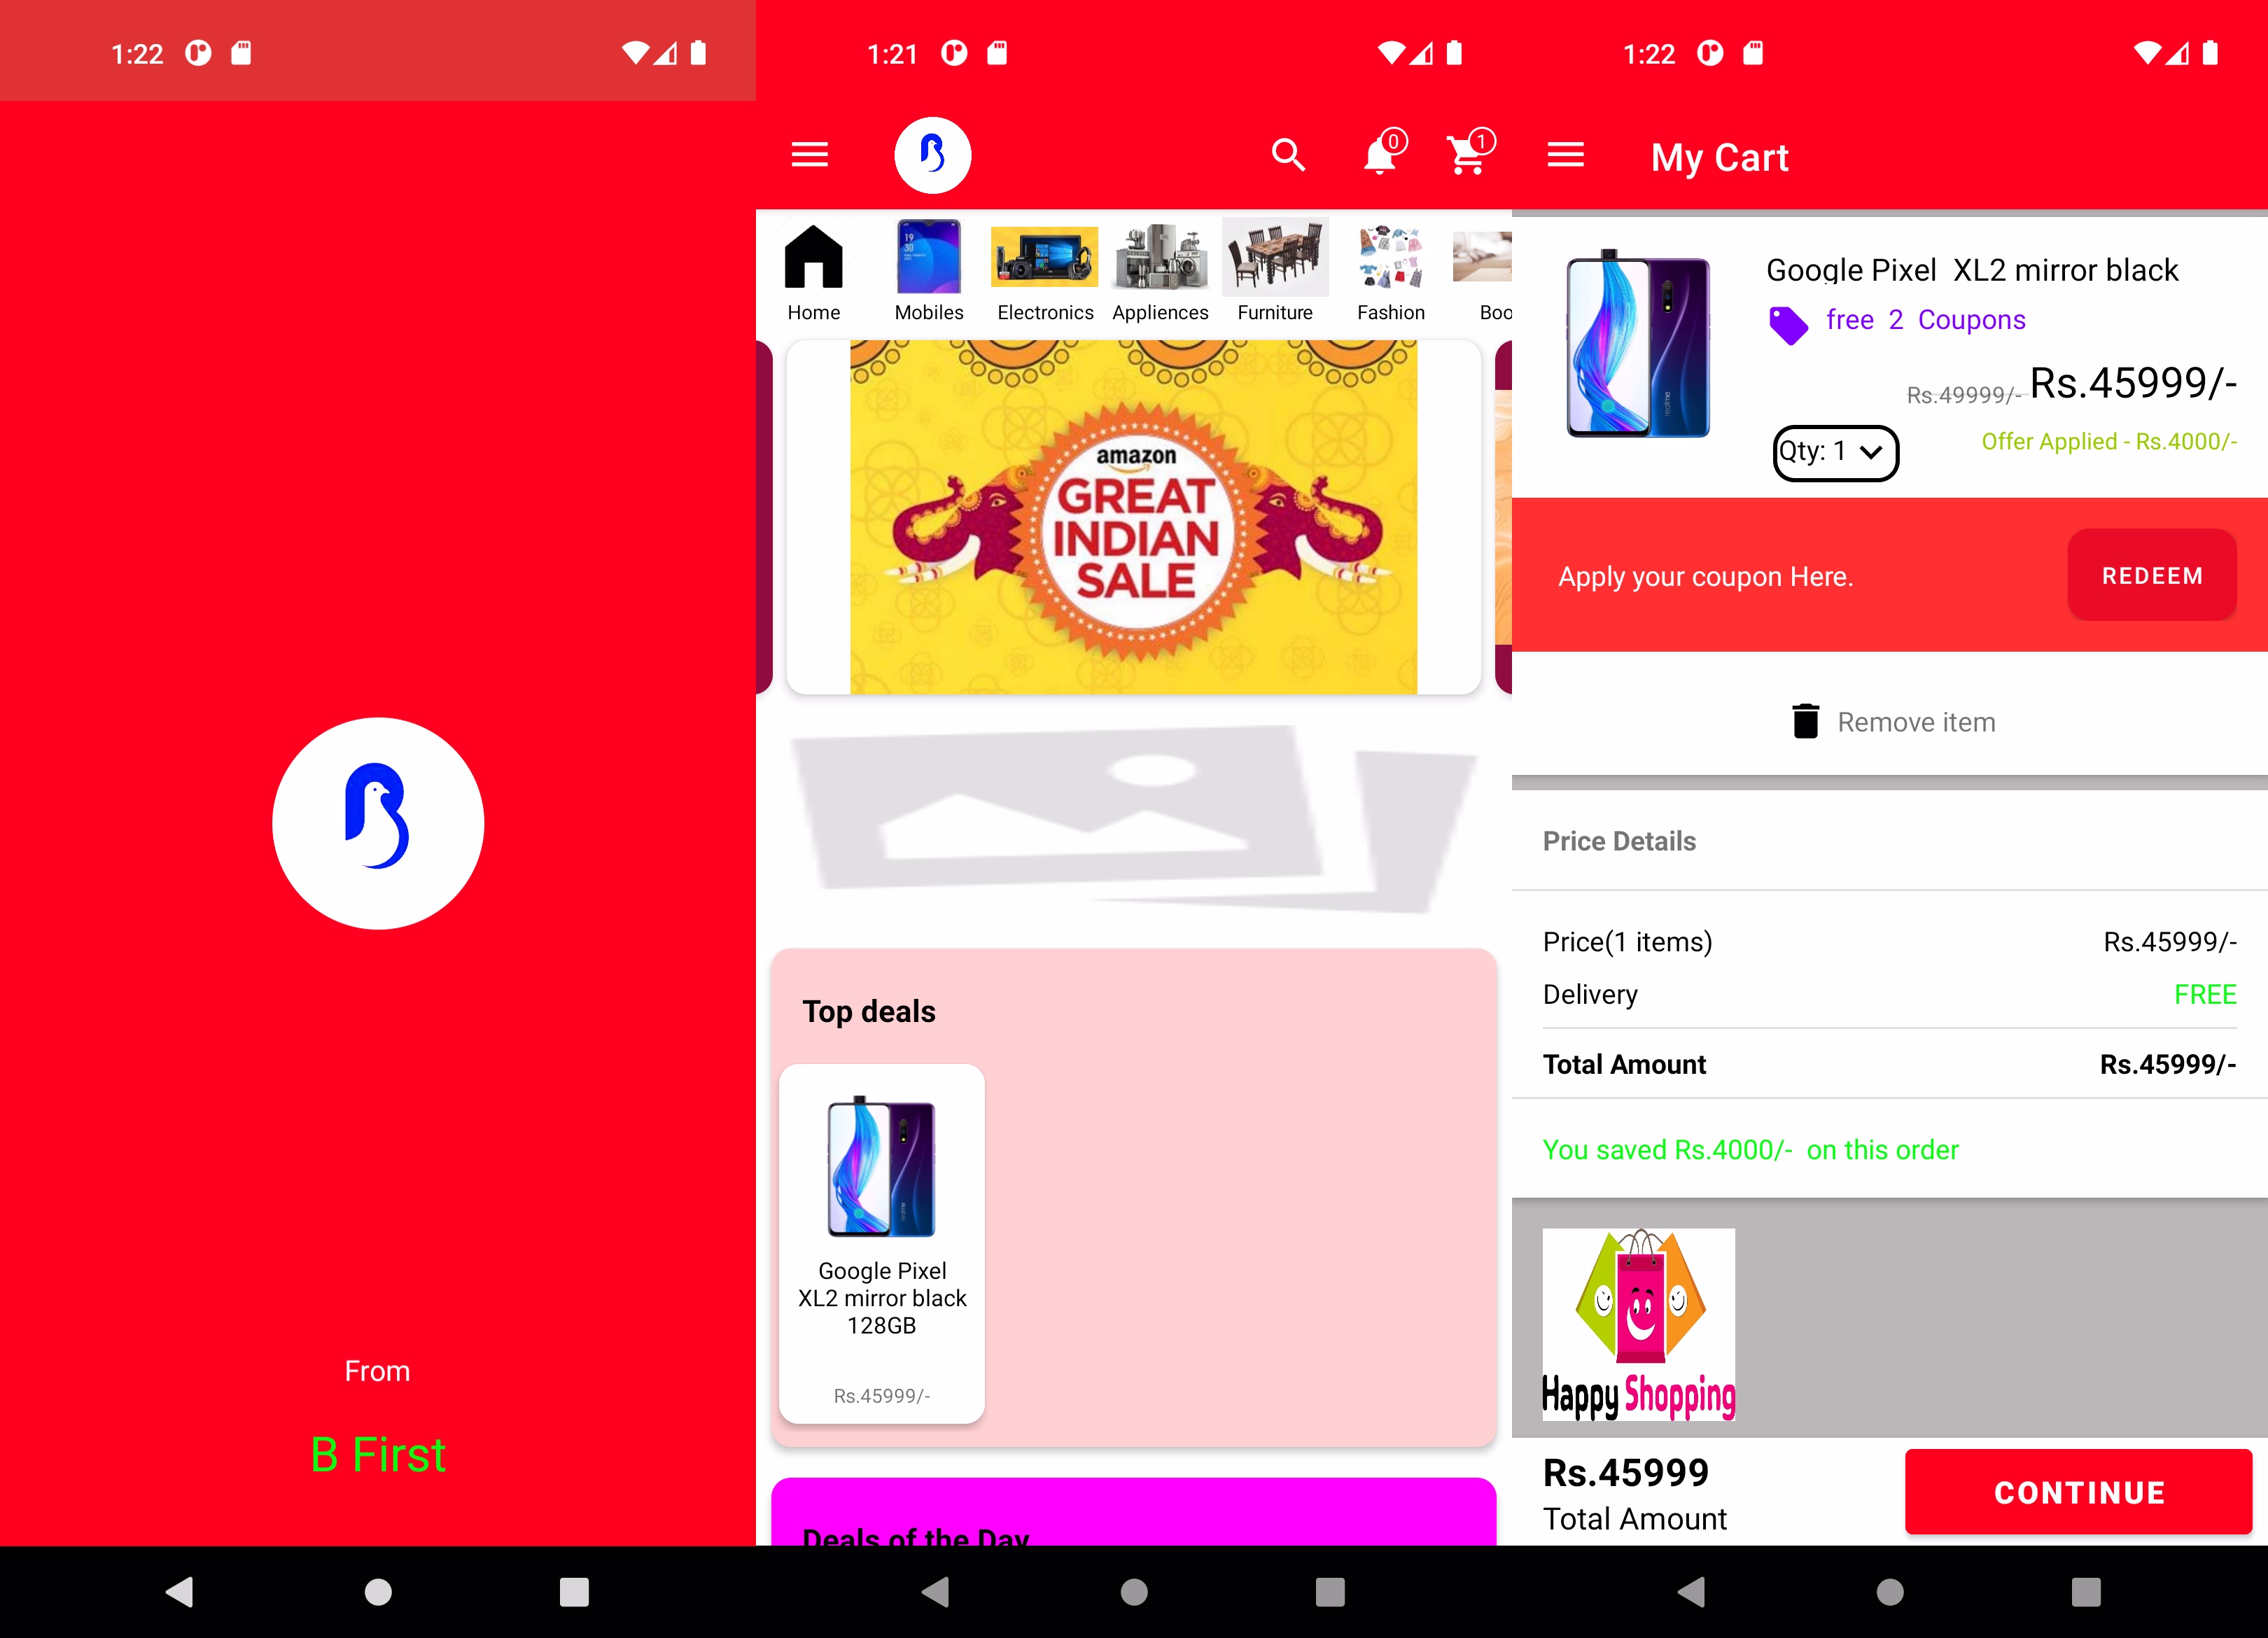 1:22
From
B First
1:21
0
1
Home
Mobiles
Electronics
Appliences
Furniture
Fashion
Boo
19
30
amazon
GREAT
INDIAN
SALE
Top deals
realme
Google Pixel
XL2 mirror black
128GB
Rs.45999/-
Deals of the Day
1:22
My Cart
realme
Google Pixel  XL2 mirror black
free  2  Coupons
Rs.49999/- Rs.45999/-
Qty: 1
Offer Applied - Rs.4000/-
Apply your coupon Here.
REDEEM
Remove item
Price Details
Price(1 items) Rs.45999/-
Delivery FREE
Total Amount Rs.45999/-
You saved Rs.4000/-  on this order
Happy Shopping
Rs.45999
Total Amount
CONTINUE